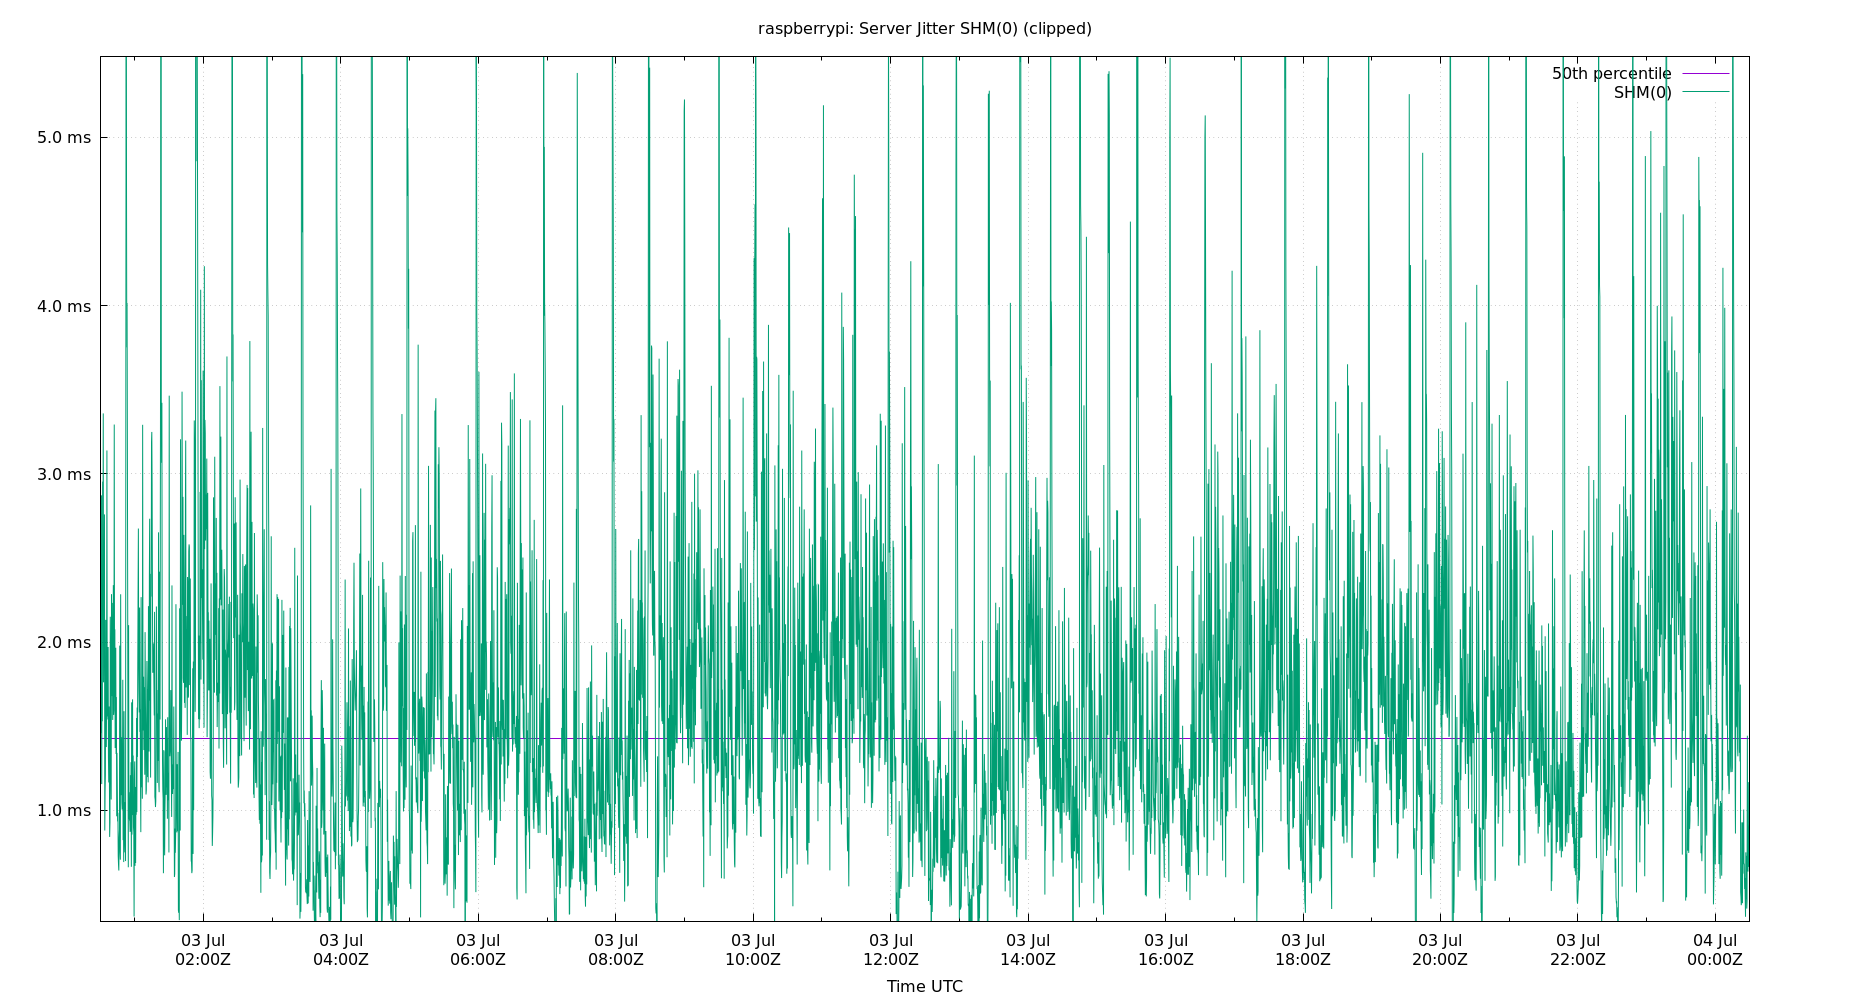 raspberrypi: Server Jitter SHM(0) (clipped)
50th percentile
SHM(0)
5.0 ms
4.0 ms
3.0 ms
2.0 ms
1.0 ms
03 Jul 03 Jul 03 Jul 03 Jul 03 Jul 03 Jul 03 Jul 03 Jul 03 Jul 03 Jul 03 Jul 04 Jul
02:00Z 04:00Z 06:00Z 08:00Z 10:00Z 12:00Z 14:00Z 16:00Z 18:00Z 20:00Z 22:00Z 00:00Z
Time UTC